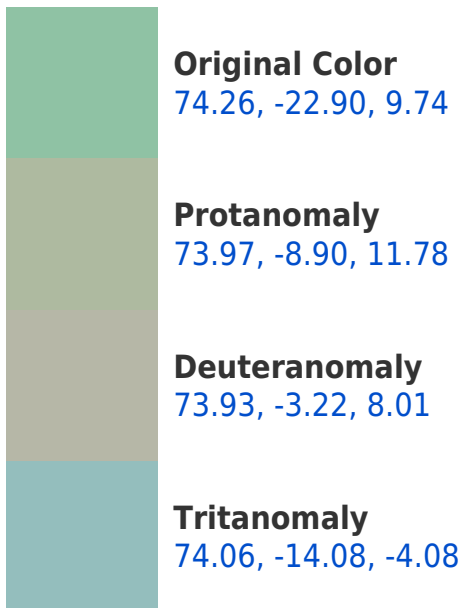 Original Color
74.26, -22.90, 9.74
Protanomaly
73.97, -8.90, 11.78
Deuteranomaly
73.93, -3.22, 8.01
Tritanomaly
74.06, -14.08, -4.08